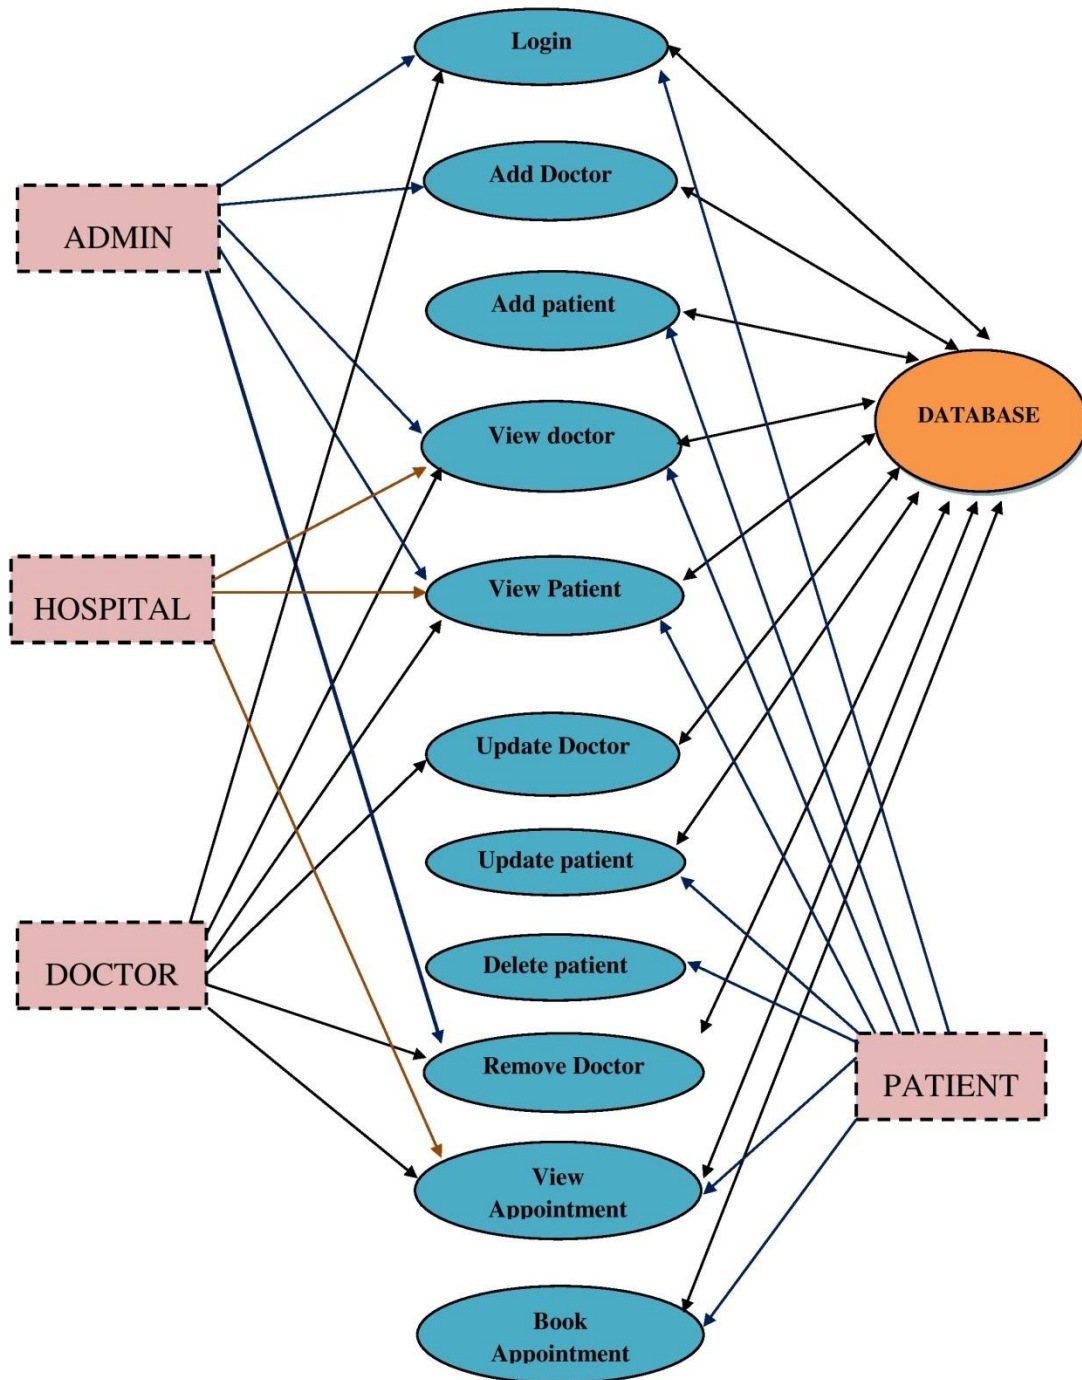 Login
Add Doctor
ADMIN
Add patient
View doctor
DATABASE
View Patient
HOSPITAL
Update Doctor
Update patient
Delete patient
DOCTOR
Remove Doctor
PATIENT
View
Appointment
Book
Appointment